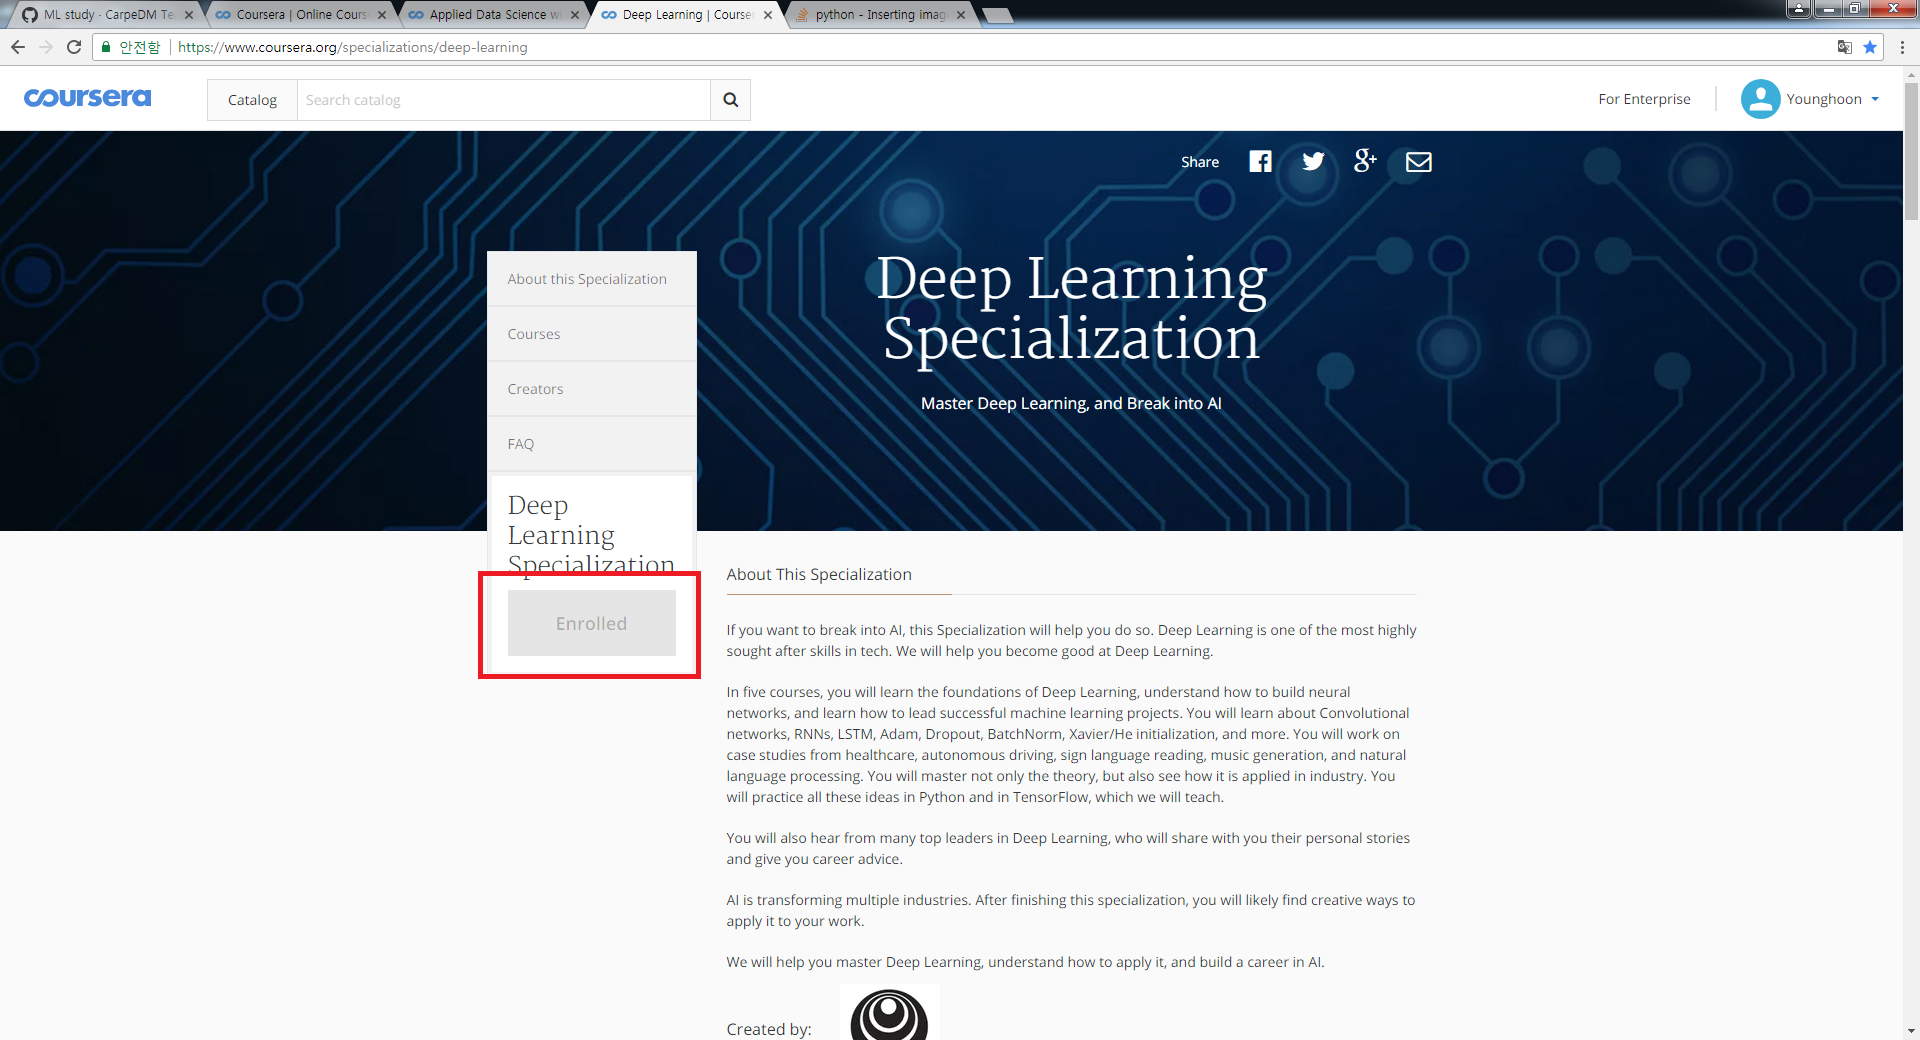 ML study - CarpeDM Te
Coursera | Online Cours
Applied Data Science wi
Deep Learning | Courser
python - Inserting imag
안전함
https://www.coursera.org/specializations/deep-learning
coursera
Catalog
Search catalog
For Enterprise
Younghoon
Share
Deep Learning
Specialization
Master Deep Learning, and Break into AI
About this Specialization
Courses
Creators
FAQ
Deep
Learning
Specialization
Enrolled
About This Specialization
If you want to break into AI, this Specialization will help you do so. Deep Learning is one of the most highly
sought after skills in tech. We will help you become good at Deep Learning.
In five courses, you will learn the foundations of Deep Learning, understand how to build neural
networks, and learn how to lead successful machine learning projects. You will learn about Convolutional
networks, RNNs, LSTM, Adam, Dropout, BatchNorm, Xavier/He initialization, and more. You will work on
case studies from healthcare, autonomous driving, sign language reading, music generation, and natural
language processing. You will master not only the theory, but also see how it is applied in industry. You
will practice all these ideas in Python and in TensorFlow, which we will teach.
You will also hear from many top leaders in Deep Learning, who will share with you their personal stories
and give you career advice.
AI is transforming multiple industries. After finishing this specialization, you will likely find creative ways to
apply it to your work.
We will help you master Deep Learning, understand how to apply it, and build a career in AI.
Created by: